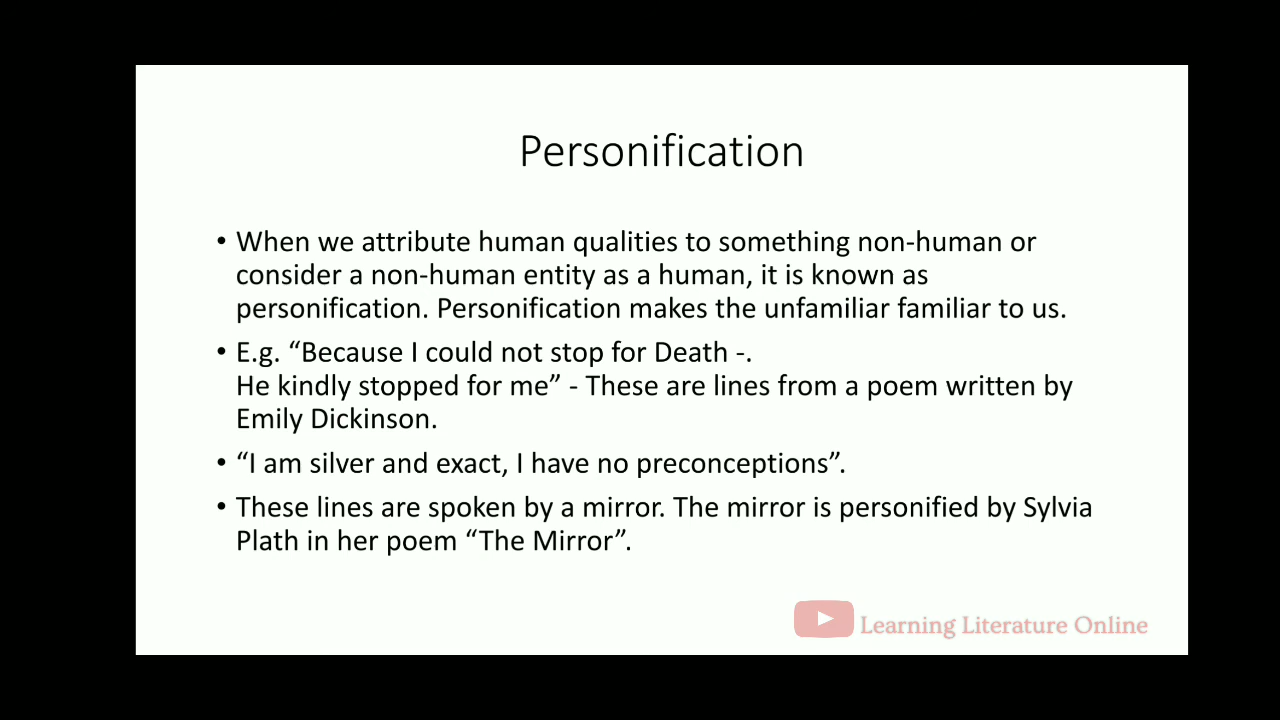 Personification
• When we attribute human qualities to something non-human or
consider a non-human entity as a human, it is known as
personification. Personification makes the unfamiliar familiar to us.
• E.g. “Because I could not stop for Death -.
He kindly stopped for me” - These are lines from a poem written by
Emily Dickinson.
• “I am silver and exact, I have no preconceptions”.
• These lines are spoken by a mirror. The mirror is personified by Sylvia
Plath in her poem “The Mirror”.
Learning Literature Online